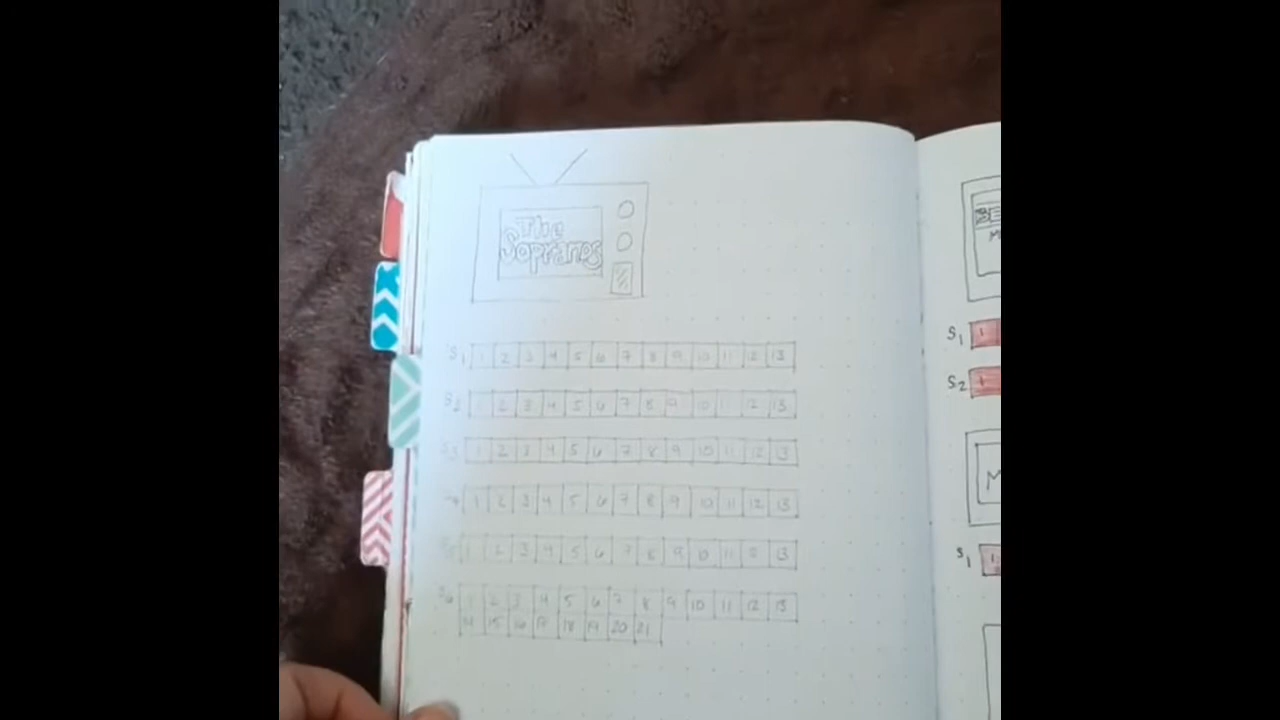 The
Sopranos
S1 1 2 3 4 5 6 7 8 9 10 11 12 13
S2 1 2 3 4 5 6 7 8 9 10 11 12 13
S3 1 2 3 4 5 6 7 8 9 10 11 12 13
4 1 2 3 4 5 6 7 8 9 10 11 12 13
S5 1 2 3 4 5 6 7 8 9 10 11 12 13
S6 1 2 3 4 5 6 7 8 9 10 11 12 13
14 15 16 17 18 19 20 21
BE
M
S1 1
S2 1
M
S1 1